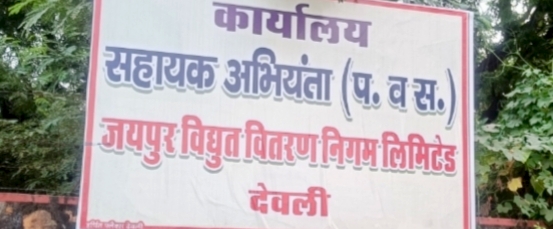 कार्यालय
सहायक अभियंता (प. व स.)
जयपुर विद्युत वितरण निगम लिमिटेड
देवली